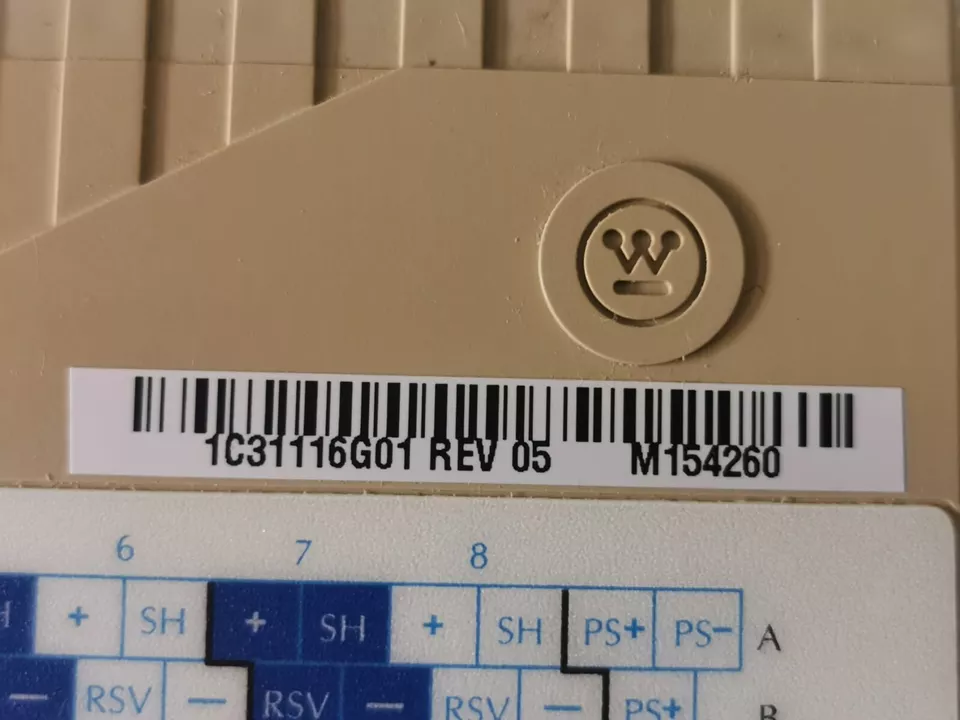 W
1C31116G01 REV 05 M154260
6 7 8
+ SH + SH + SH PS+ PS- A
— RSV — RSV — RSV — PS+ B